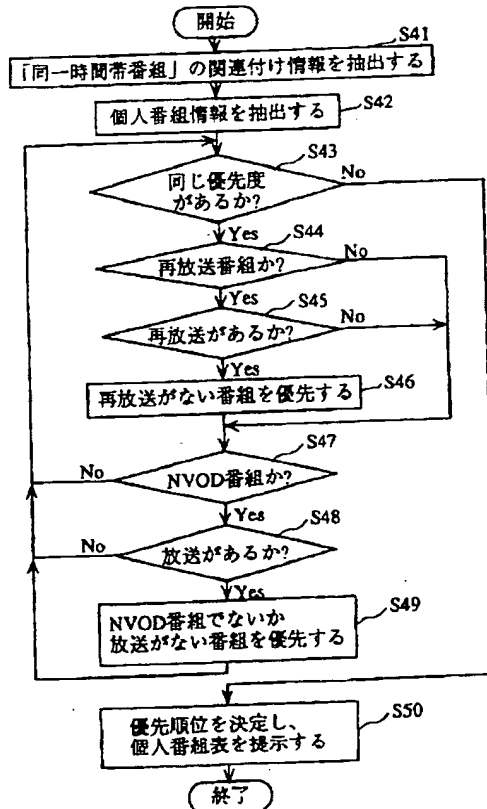 開始
S41
「同一時間帯番組」の関連付け情報を抽出する
S42
個人番組情報を抽出する
S43
同じ優先度
があるか?
No
Yes
S44
再放送番組か?
No
Yes
S45
再放送があるか?
No
Yes
S46
再放送がない番組を優先する
S47
NVOD番組か?
No
Yes
S48
放送があるか?
No
Yes
S49
NVOD番組でないか
放送がない番組を優先する
S50
優先順位を決定し、
個人番組表を提示する
終了